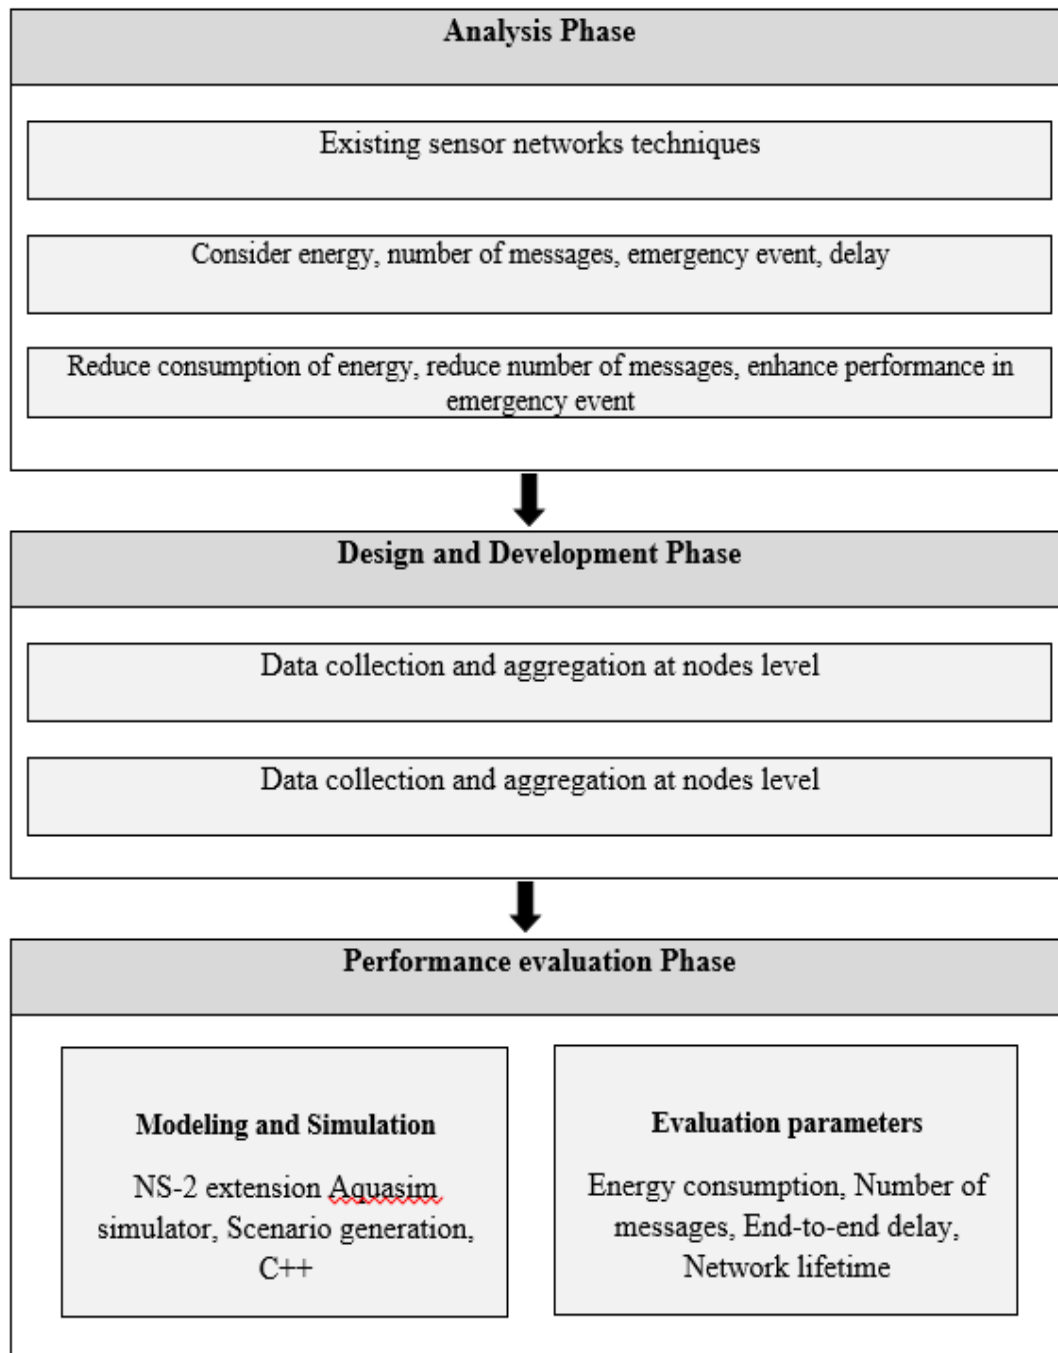 Analysis Phase
Existing sensor networks techniques
Consider energy, number of messages, emergency event, delay
Reduce consumption of energy, reduce number of messages, enhance performance in
emergency event
Design and Development Phase
Data collection and aggregation at nodes level
Data collection and aggregation at nodes level
Performance evaluation Phase
Modeling and Simulation
NS-2 extension Aquasim
simulator, Scenario generation,
C++
Evaluation parameters
Energy consumption, Number of
messages, End-to-end delay,
Network lifetime